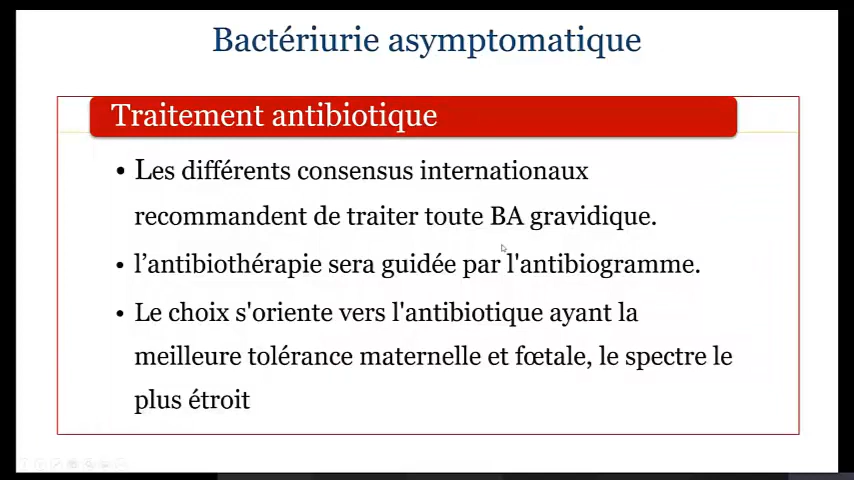 Bactériurie asymptomatique
Traitement antibiotique
• Les différents consensus internationaux
recommandent de traiter toute BA gravidique.
• l’antibiothérapie sera guidée par l'antibiogramme.
• Le choix s'oriente vers l'antibiotique ayant la
meilleure tolérance maternelle et fœtale, le spectre le
plus étroit